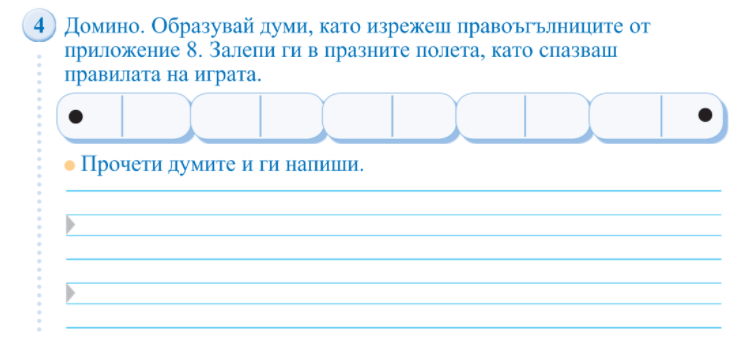 4 Домино. Образувай думи, като изрежеш правоъгълниците от
приложение 8. Залепи ги в празните полета, като спазваш
правилата на играта.
Прочети думите и ги напиши.